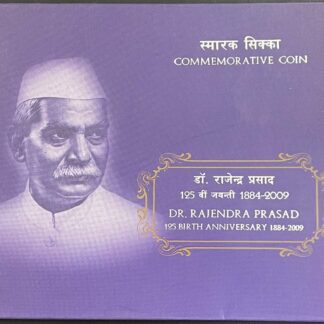 स्मारक सिक्का
COMMEMORATIVE COIN
डॉ. राजेन्द्र प्रसाद
125 वीं जयन्ती 1884-2009
DR. RAJENDRA PRASAD
125 BIRTH ANNIVERSARY 1884-2009